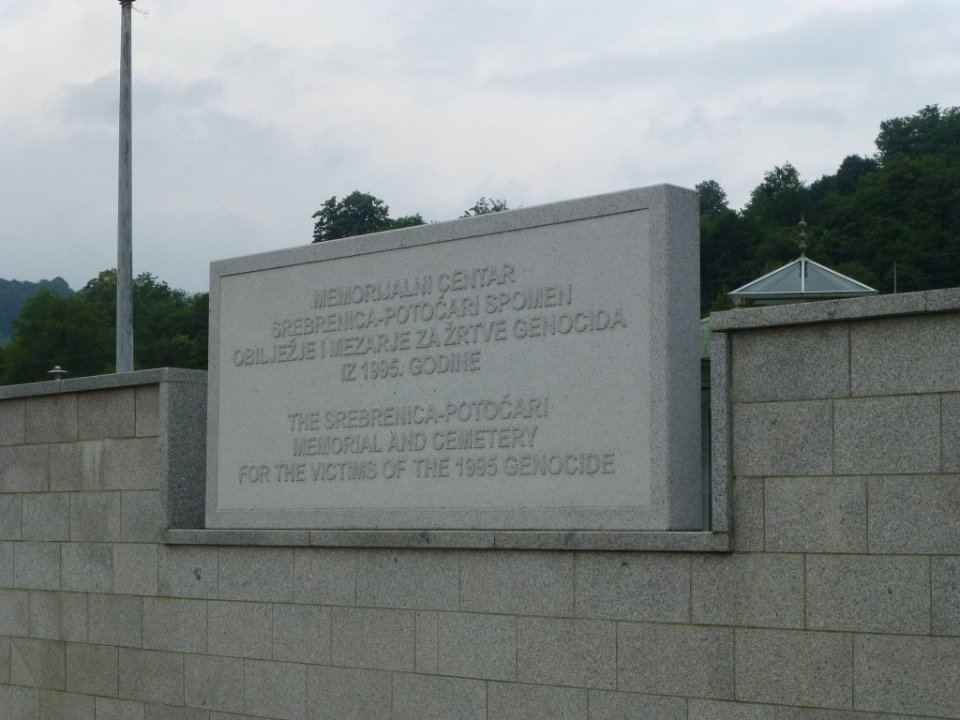 MEMORIJALNI CENTAR
SREBRENICA-POTOČARI SPOMEN
OBILJEŽJE I MEZARJE ZA ŽRTVE GENOCIDA
IZ 1995. GODINE
THE SREBRENICA-POTOČARI
MEMORIAL AND CEMETERY
FOR THE VICTIMS OF THE 1995 GENOCIDE